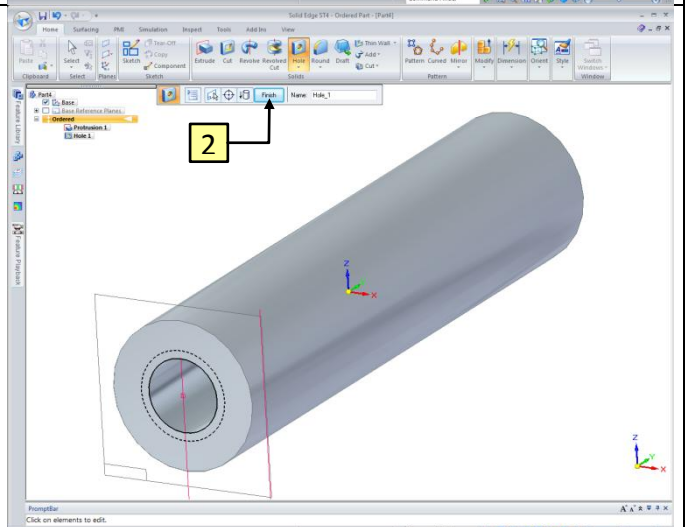 Solid Edge ST4 - Ordered Part - [Part4]
Home Surfacing PMI Simulation Inspect Tools Add Ins View
Paste Select Sketch Tear-Off Copy Component Extrude Cut Revolve Revolved Cut Hole Round Draft Thin Wall Add Cut Pattern Curved Mirror Modify Dimension Orient Style Switch Windows
Clipboard Select Planes Sketch Solids Pattern Window
Part4
Base
Base Reference Planes
Ordered
Protrusion 1
Hole 1
Finish Name: Hole_1
2
Feature Library
Feature Playback
Z
X
Z
Y
X
PromptBar
Click on elements to edit.